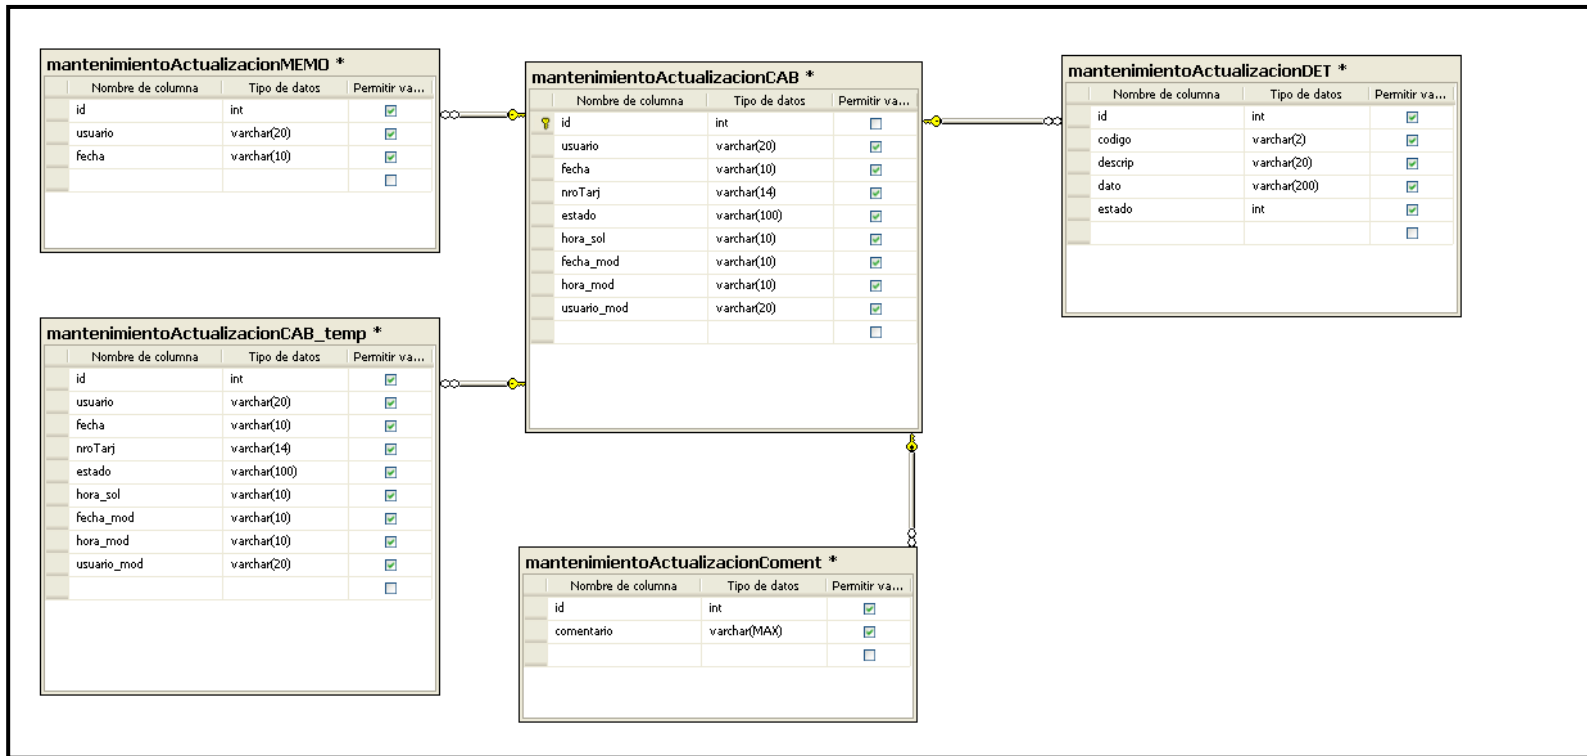 mantenimientoActualizacionMEMO *
Nombre de columna Tipo de datos Permitir va...
id int
usuario varchar(20)
fecha varchar(10)
mantenimientoActualizacionCAB *
Nombre de columna Tipo de datos Permitir va...
id int
usuario varchar(20)
fecha varchar(10)
nroTarj varchar(14)
estado varchar(100)
hora_sol varchar(10)
fecha_mod varchar(10)
hora_mod varchar(10)
usuario_mod varchar(20)
mantenimientoActualizacionDET *
Nombre de columna Tipo de datos Permitir va...
id int
codigo varchar(2)
descrip varchar(20)
dato varchar(200)
estado int
mantenimientoActualizacionCAB_temp *
Nombre de columna Tipo de datos Permitir va...
id int
usuario varchar(20)
fecha varchar(10)
nroTarj varchar(14)
estado varchar(100)
hora_sol varchar(10)
fecha_mod varchar(10)
hora_mod varchar(10)
usuario_mod varchar(20)
mantenimientoActualizacionComent *
Nombre de columna Tipo de datos Permitir va...
id int
comentario varchar(MAX)